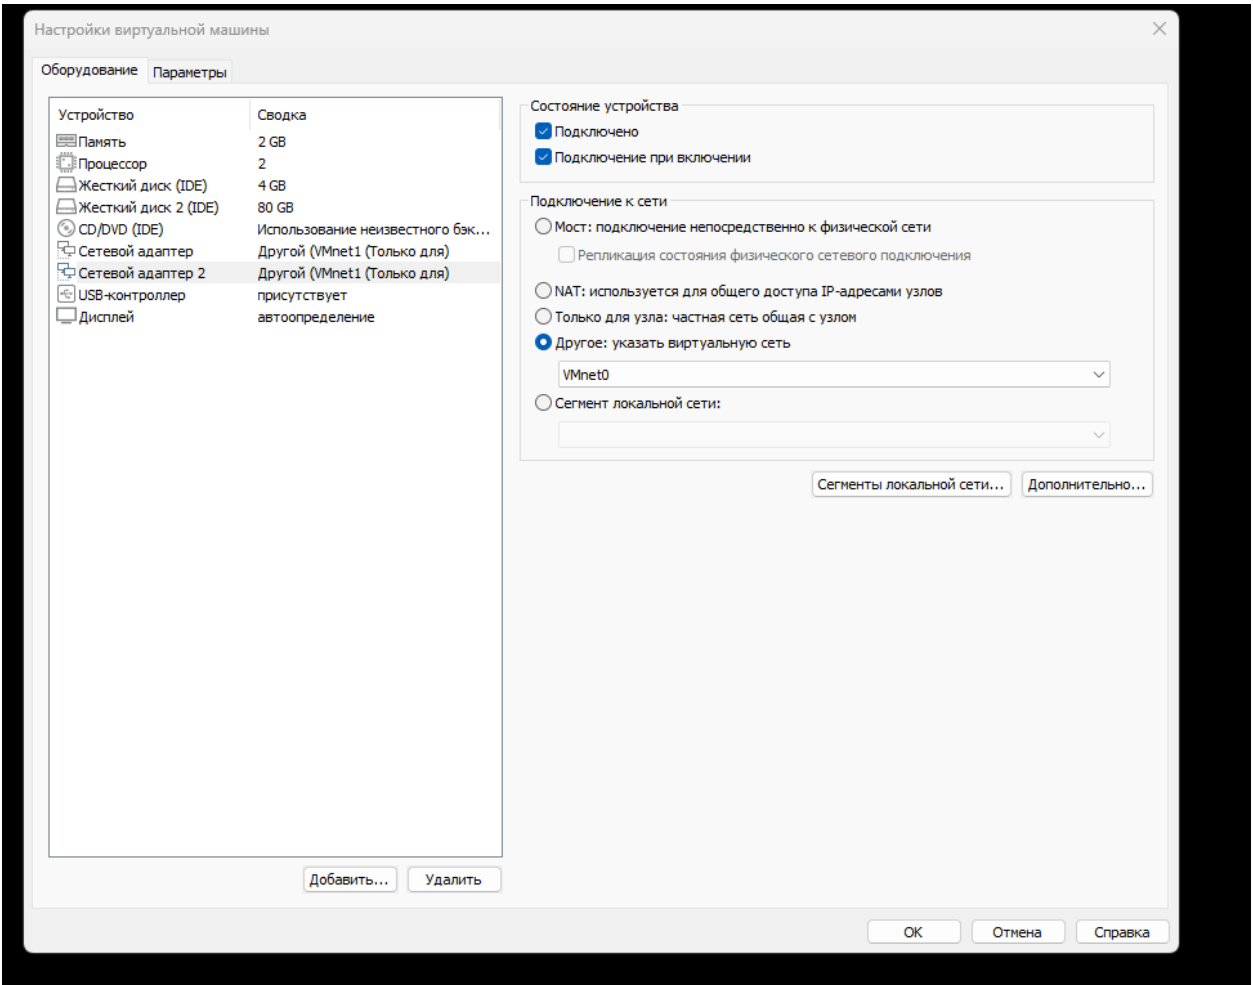 Настройки виртуальной машины
Оборудование Параметры
Устройство Сводка
Память 2 GB
Процессор 2
Жесткий диск (IDE) 4 GB
Жесткий диск 2 (IDE) 80 GB
CD/DVD (IDE) Использование неизвестного бэк...
Сетевой адаптер Другой (VMnet1 (Только для)
Сетевой адаптер 2 Другой (VMnet1 (Только для)
USB-контроллер присутствует
Дисплей автоопределение
Добавить... Удалить
Состояние устройства
Подключено
Подключение при включении
Подключение к сети
Мост: подключение непосредственно к физической сети
Репликация состояния физического сетевого подключения
NAT: используется для общего доступа IP-адресами узлов
Только для узла: частная сеть общая с узлом
Другое: указать виртуальную сеть
VMnet0
Сегмент локальной сети:
Сегменты локальной сети... Дополнительно...
OK Отмена Справка